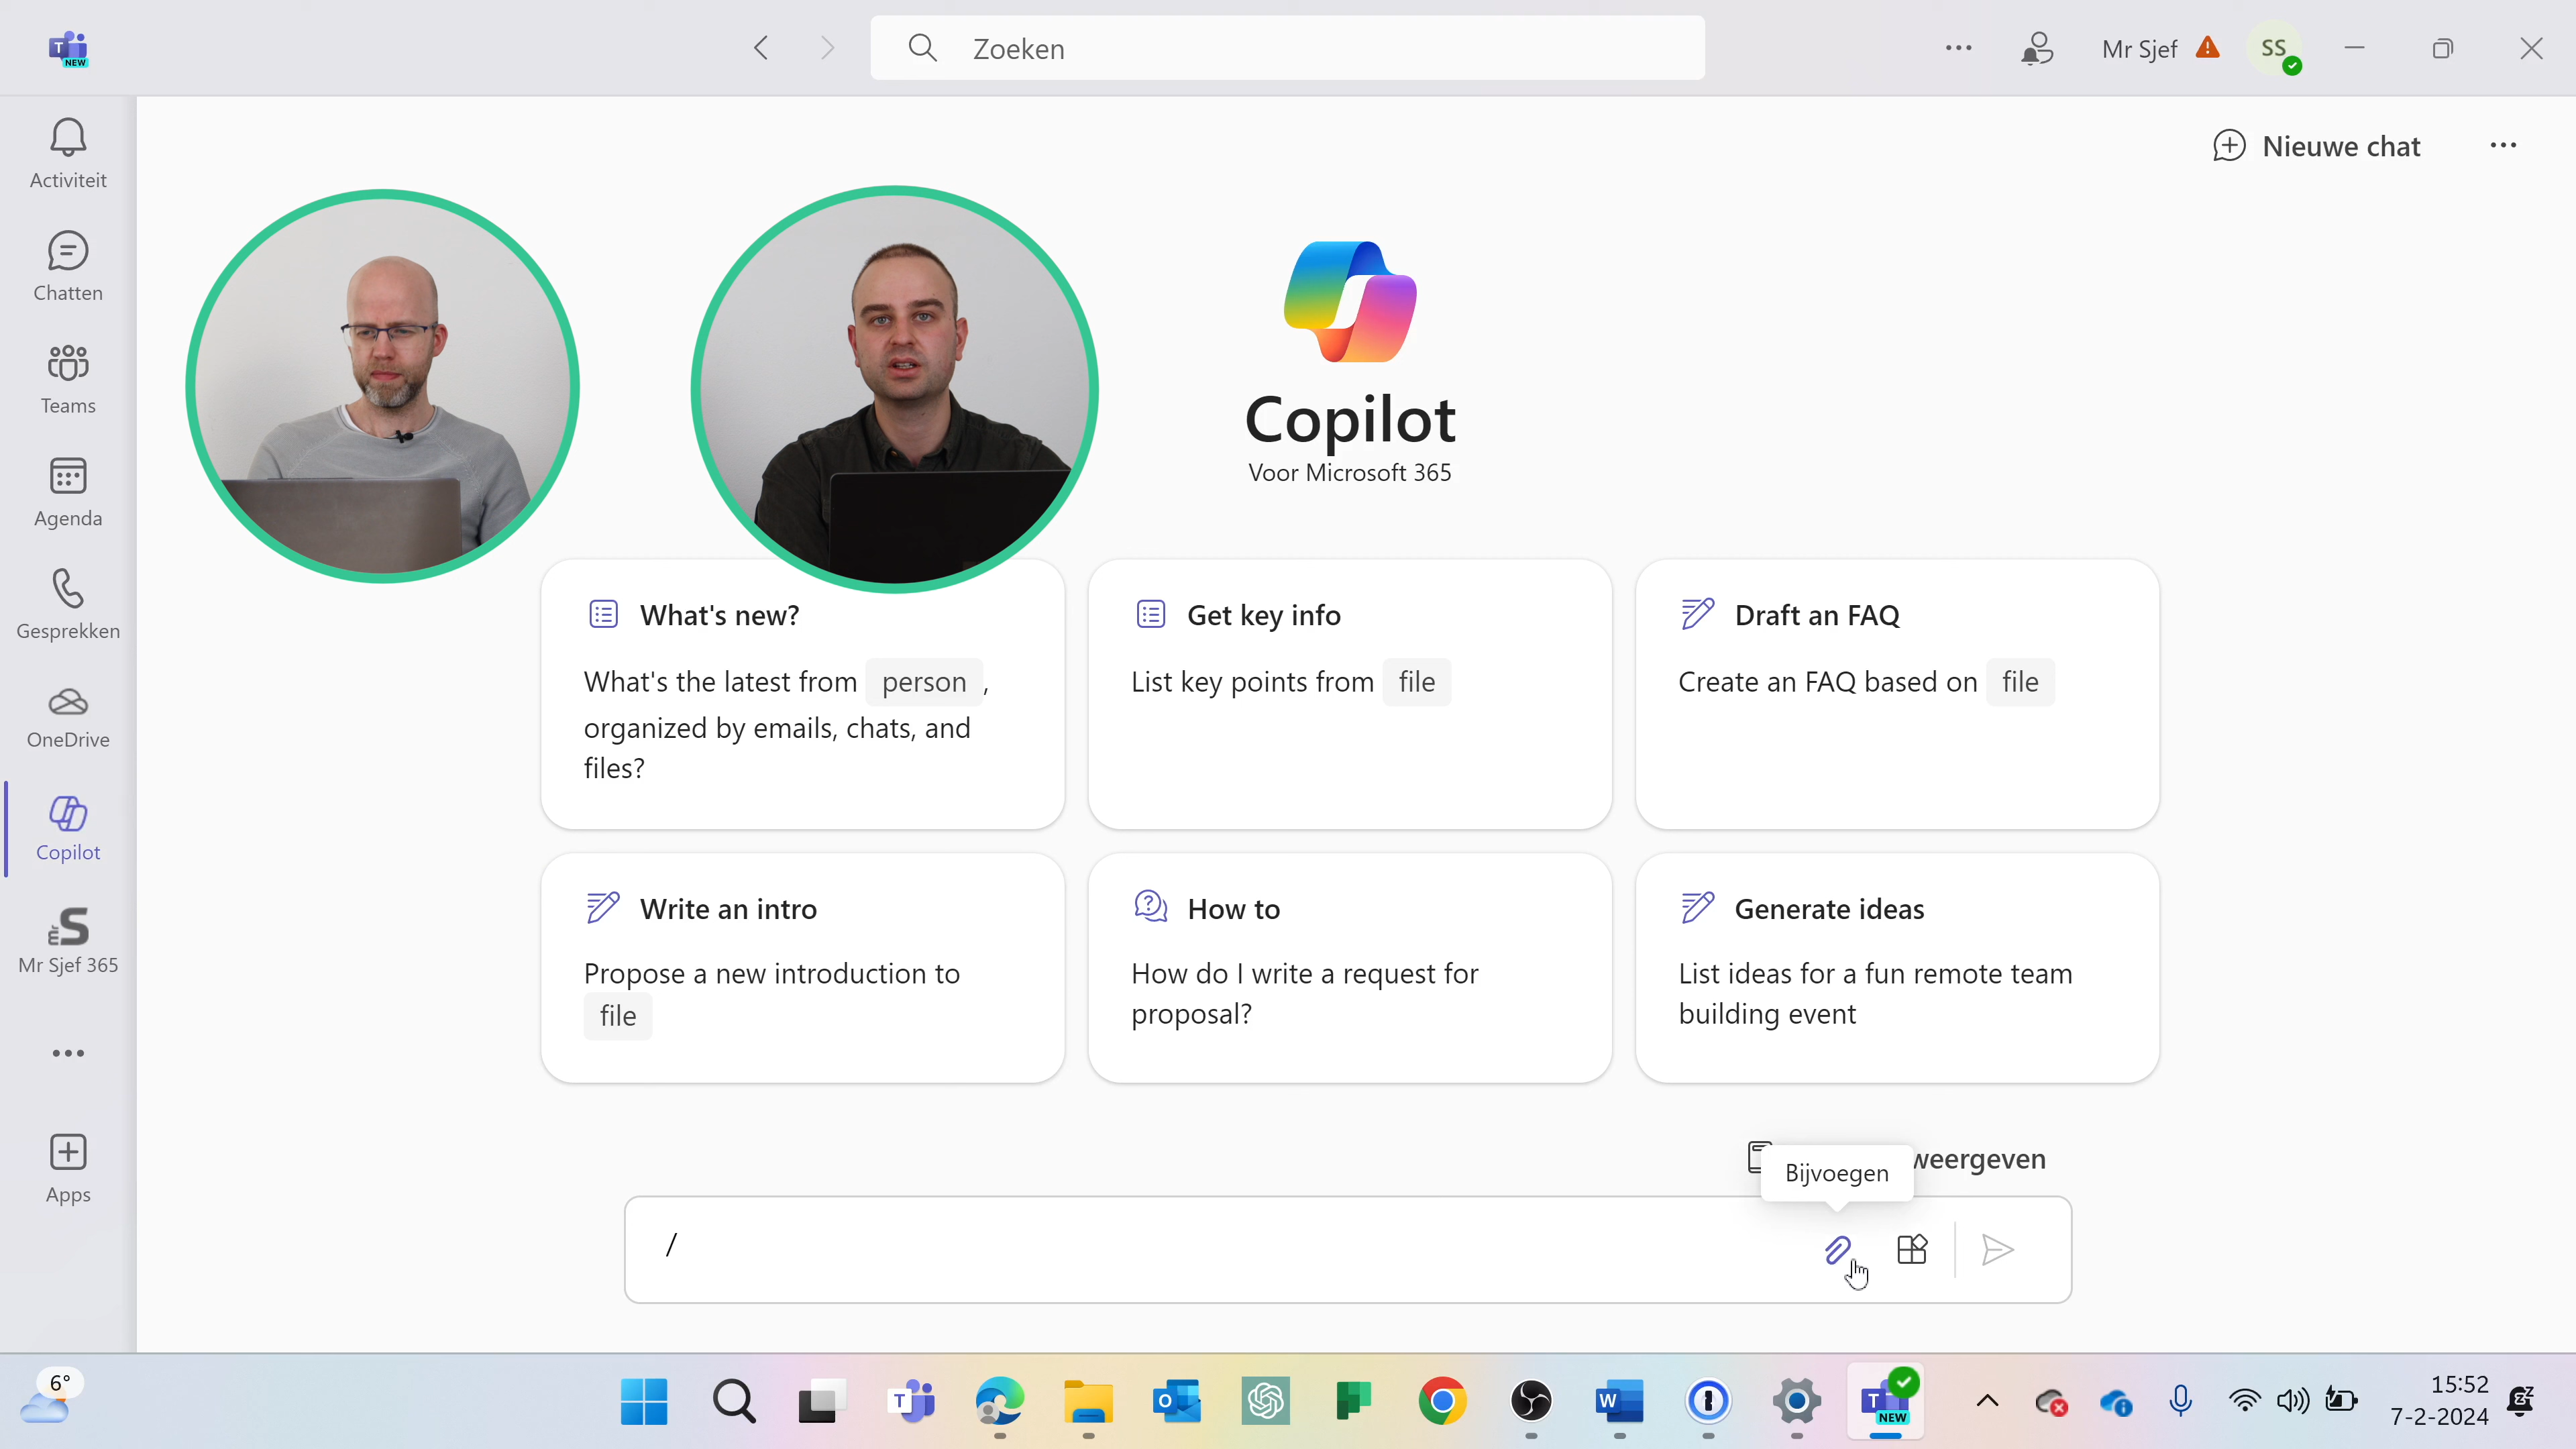 T
NEW
Zoeken
Mr Sjef
SS
Activiteit
Chatten
Teams
Agenda
Gesprekken
OneDrive
Copilot
Mr Sjef 365
Apps
Nieuwe chat
Copilot
Voor Microsoft 365
What's new?
What's the latest from person ,
organized by emails, chats, and
files?
Get key info
List key points from file
Draft an FAQ
Create an FAQ based on file
Write an intro
Propose a new introduction to
file
How to
How do I write a request for
proposal?
Generate ideas
List ideas for a fun remote team
building event
weergeven
Bijvoegen
/
6°
T
O
W
T
NEW
15:52
7-2-2024